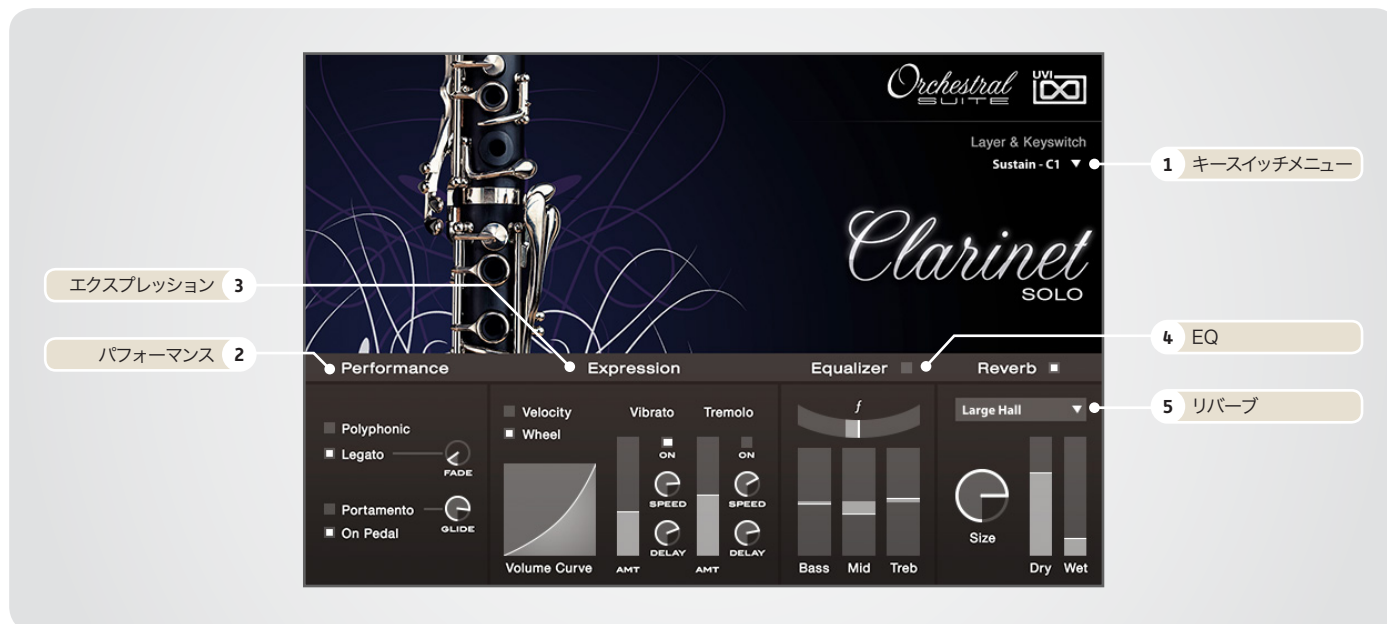 Orchestral
SUITE
UVI
Layer & Keyswitch
Sustain - C1
1 キースイッチメニュー
Clarinet
SOLO
エクスプレッション 3
パフォーマンス 2
4 EQ
5 リバーブ
Performance
Expression
Equalizer
Reverb
Polyphonic
Legato
FADE
Portamento
On Pedal
GLIDE
Velocity
Wheel
Volume Curve
Vibrato
ON
SPEED
DELAY
AMT
Tremolo
ON
SPEED
DELAY
AMT
f
Bass Mid Treb
Large Hall
Size
Dry Wet